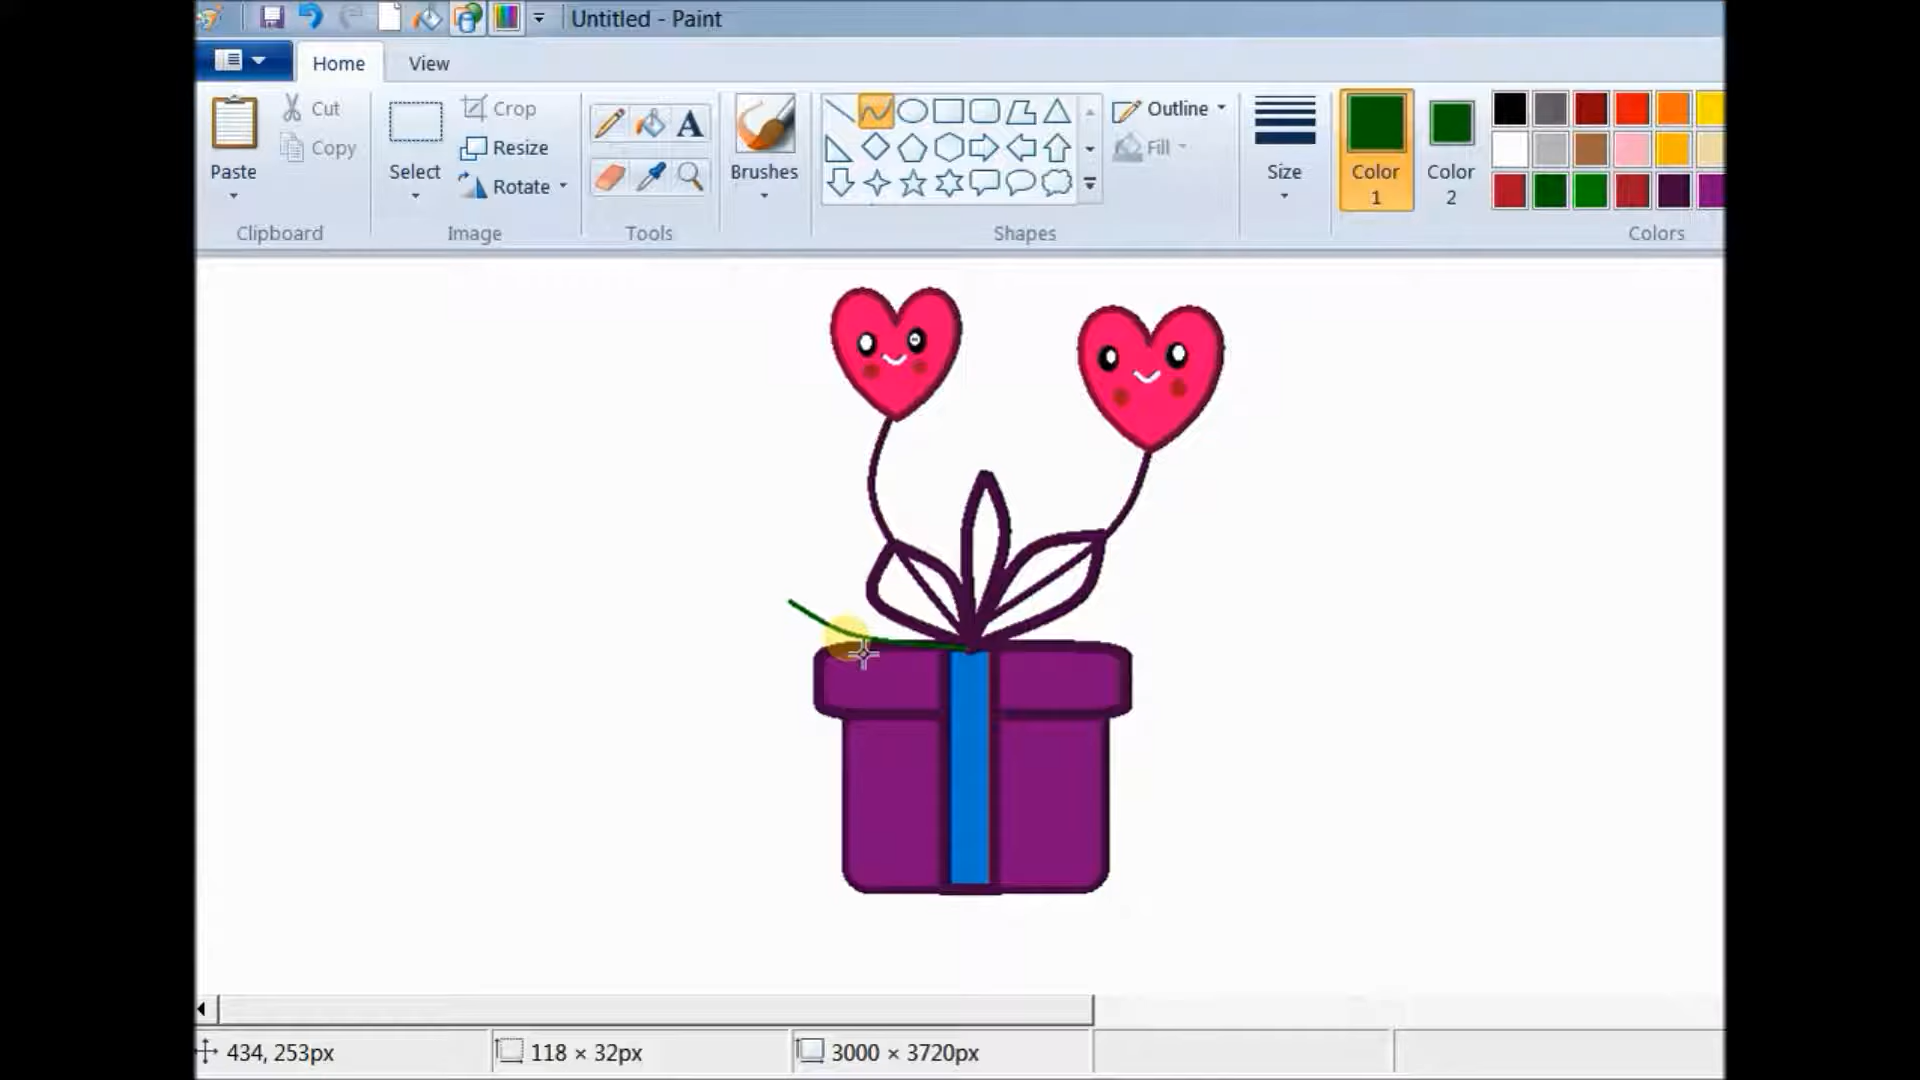 Untitled - Paint
Home View
Cut
Copy
Paste
Clipboard
Crop
Resize
Rotate
Select
Image
A
Tools
Brushes
Outline
Fill
Shapes
Size
Color
1
Color
2
Colors
434, 253px
118 × 32px
3000 × 3720px